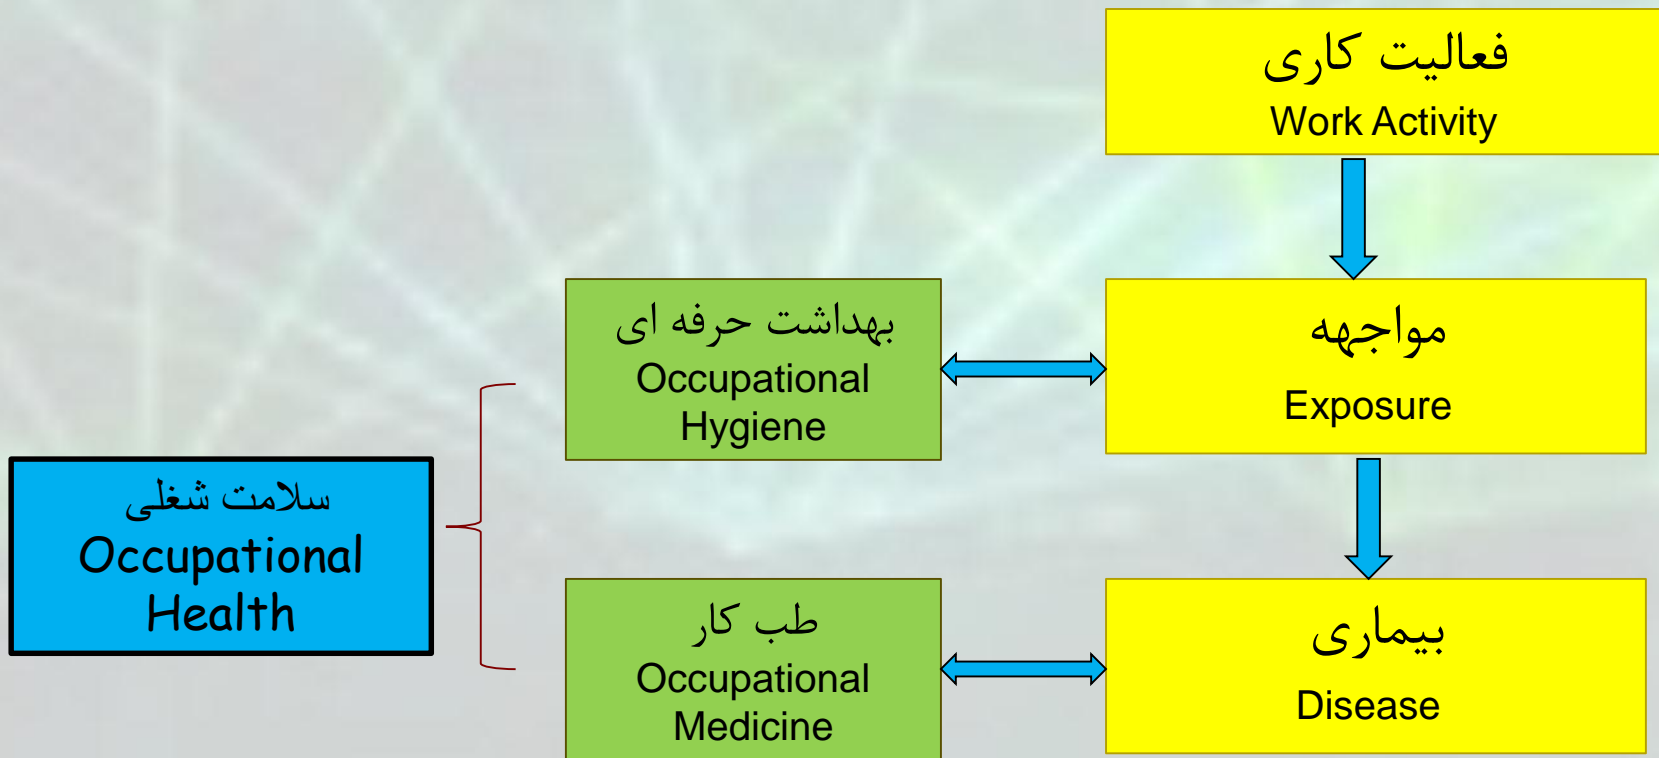 فعالیت کاری
Work Activity
بهداشت حرفه ای
Occupational
Hygiene
مواجهه
Exposure
سلامت شغلی
Occupational
Health
طب کار
Occupational
Medicine
بیماری
Disease